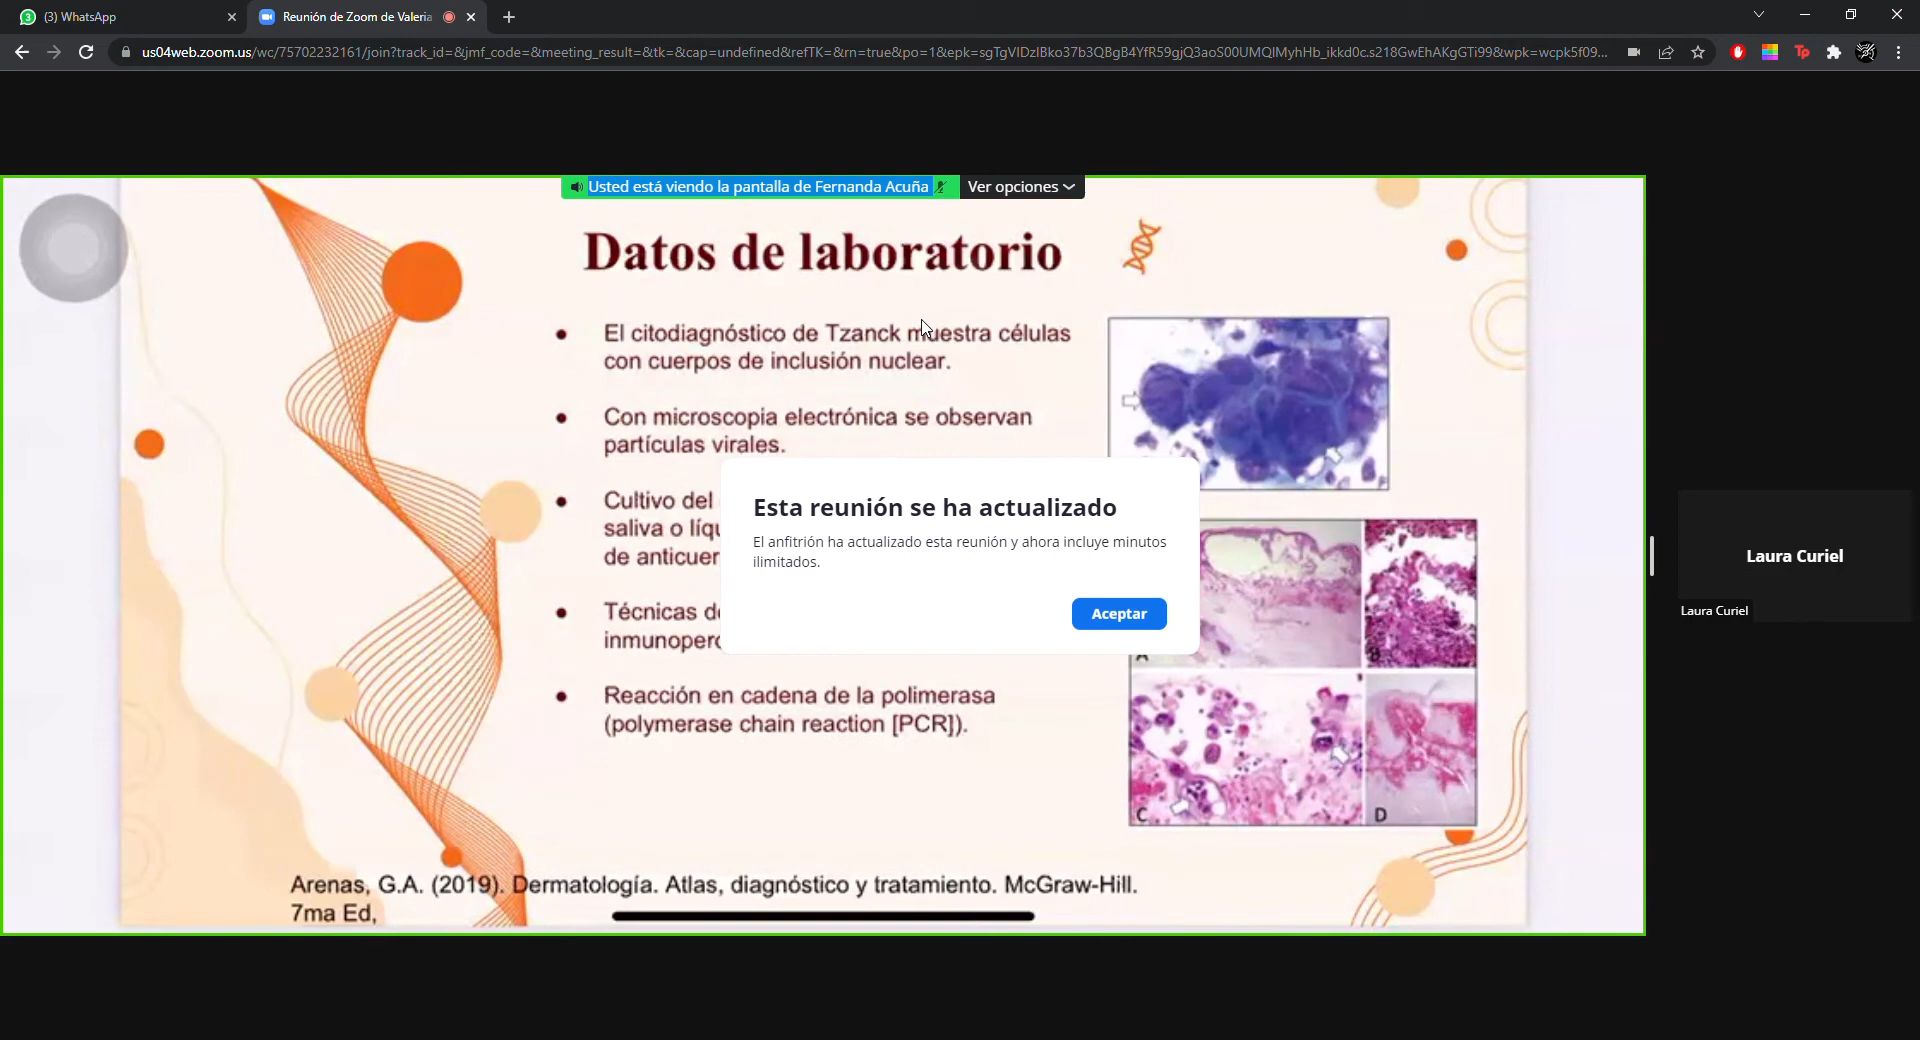 (3) WhatsApp
Reunión de Zoom de Valeria
us04web.zoom.us/wc/75702232161/join?track_id=&jmf_code=&meeting_result=&tk=&cap=undefined&refTK=&rn=true&po=1&epk=sgTgVIDzIBko37b3QBgB4YfR59gjQ3aoS00UMQIMyhHb_ikkd0c.s218GwEhAKgGTi99&wpk=wcpk5f09...
Usted está viendo la pantalla de Fernanda Acuña
Ver opciones
Datos de laboratorio
El citodiagnóstico de Tzanck muestra células
con cuerpos de inclusión nuclear.
Con microscopia electrónica se observan
partículas virales.
Cultivo del
saliva o
de
Técnicas
Reacción en cadena de la polimerasa
(polymerase chain reaction [PCR]).
Esta reunión se ha actualizado
El anfitrión ha actualizado esta reunión y ahora incluye minutos
ilimitados.
Aceptar
A
B
C
D
Arenas, G.A. (2019). Dermatología. Atlas, diagnóstico y tratamiento. McGraw-Hill.
7ma Ed,
Laura Curiel
Laura Curiel